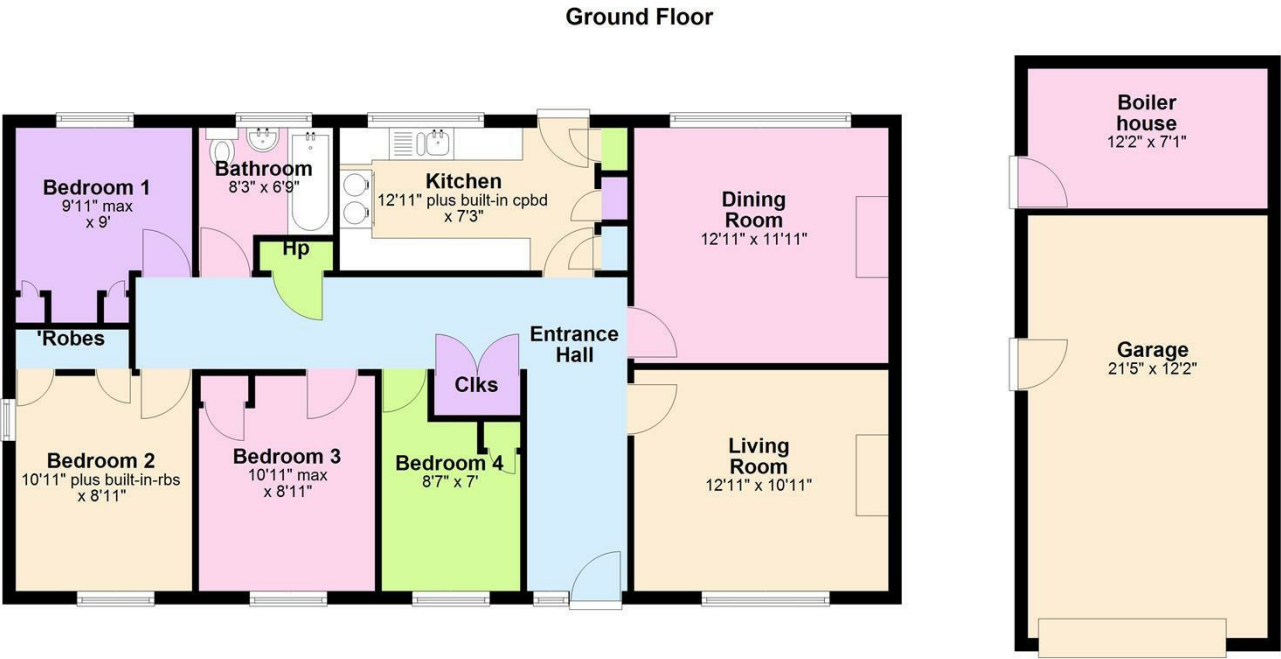 Ground Floor
Bedroom 1
9'11" max
x 9'
Bathroom
8'3" x 6'9"
Hp
Kitchen
12'11" plus built-in cpbd
x 7'3"
Dining
Room
12'11" x 11'11"
Boiler
house
12'2" x 7'1"
'Robes
Entrance
Hall
Clks
Garage
21'5" x 12'2"
Bedroom 2
10'11" plus built-in-rbs
x 8'11"
Bedroom 3
10'11" max
x 8'11"
Bedroom 4
8'7" x 7'
Living
Room
12'11" x 10'11"